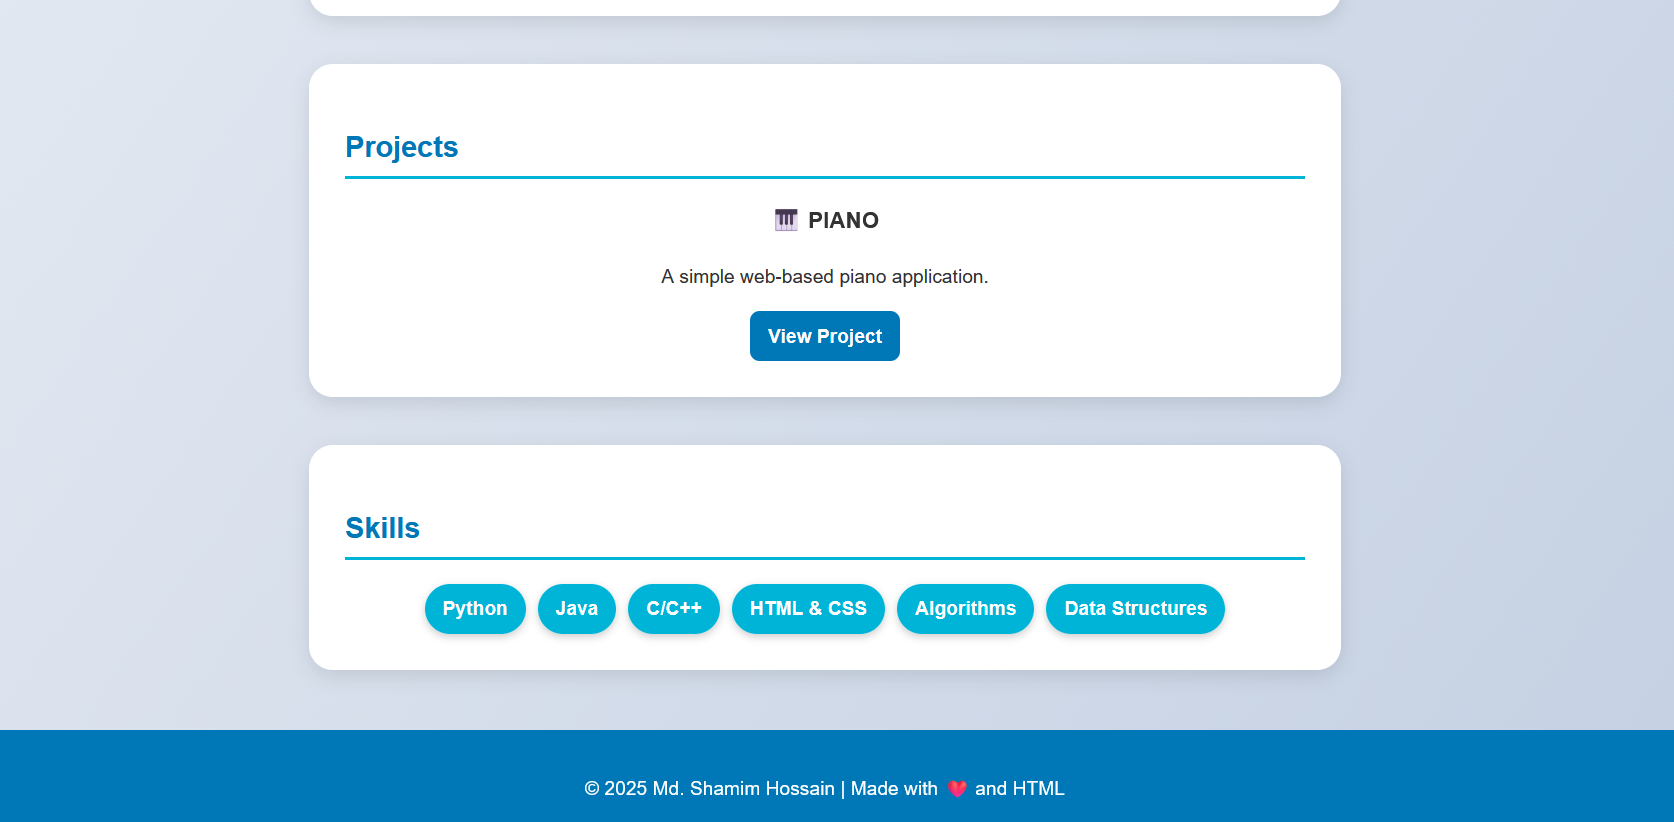 Projects
🎹 PIANO
A simple web-based piano application.
View Project
Skills
Python Java C/C++ HTML & CSS Algorithms Data Structures
© 2025 Md. Shamim Hossain | Made with ❤️ and HTML